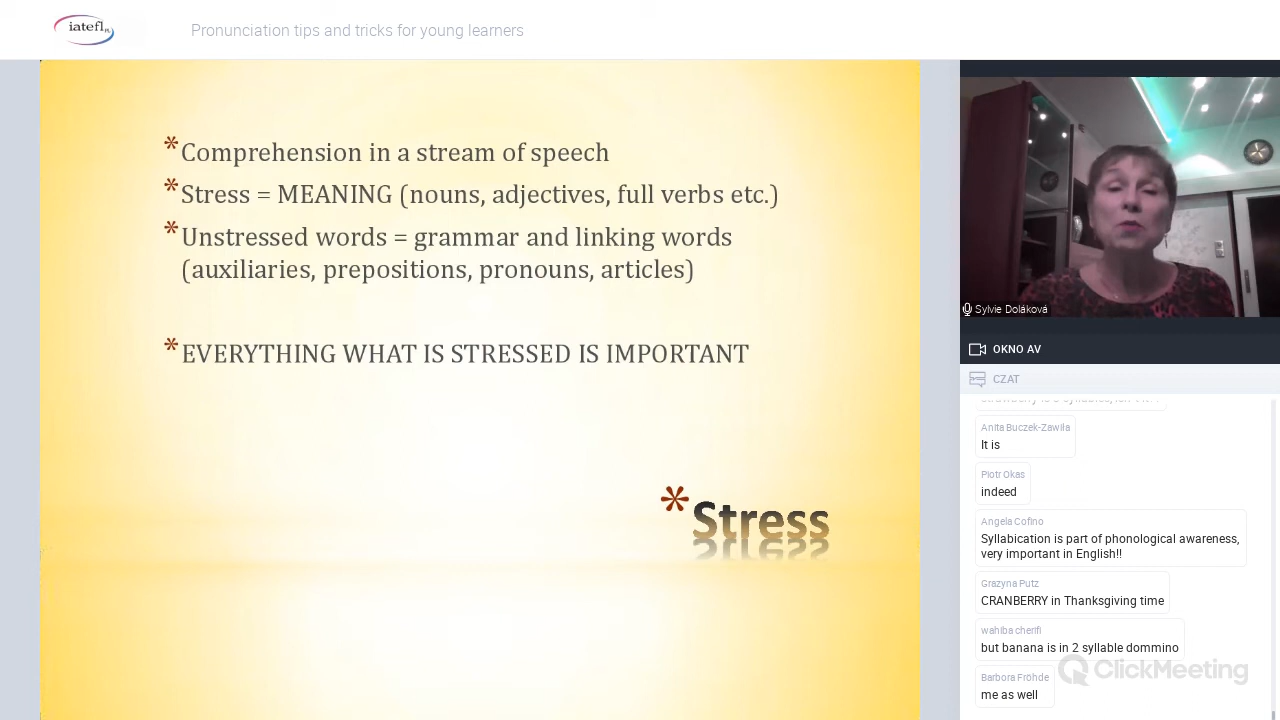 iatefl PL
Pronunciation tips and tricks for young learners
*Comprehension in a stream of speech
*Stress = MEANING (nouns, adjectives, full verbs etc.)
*Unstressed words = grammar and linking words
(auxiliaries, prepositions, pronouns, articles)
*EVERYTHING WHAT IS STRESSED IS IMPORTANT
*Stress
Sylvie Doláková
OKNO AV
CZAT
Anita Buczek-Zawiła
It is
Piotr Okas
indeed
Angela Cofino
Syllabication is part of phonological awareness,
very important in English!!
Grazyna Putz
CRANBERRY in Thanksgiving time
wahiba cherifi
but banana is in 2 syllable dommino
Barbora Fröhde
me as well
ClickMeeting